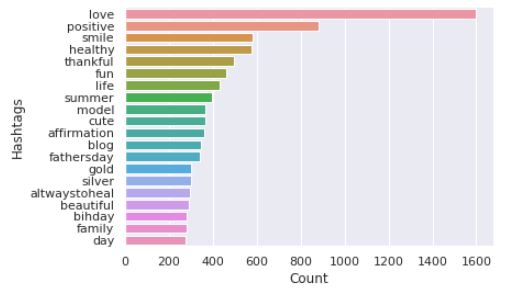 love
positive
smile
healthy
thankful
fun
life
summer
model
cute
affirmation
blog
fathersday
gold
silver
altwaystoheal
beautiful
bihday
family
day
Hashtags
0 200 400 600 800 1000 1200 1400 1600
Count